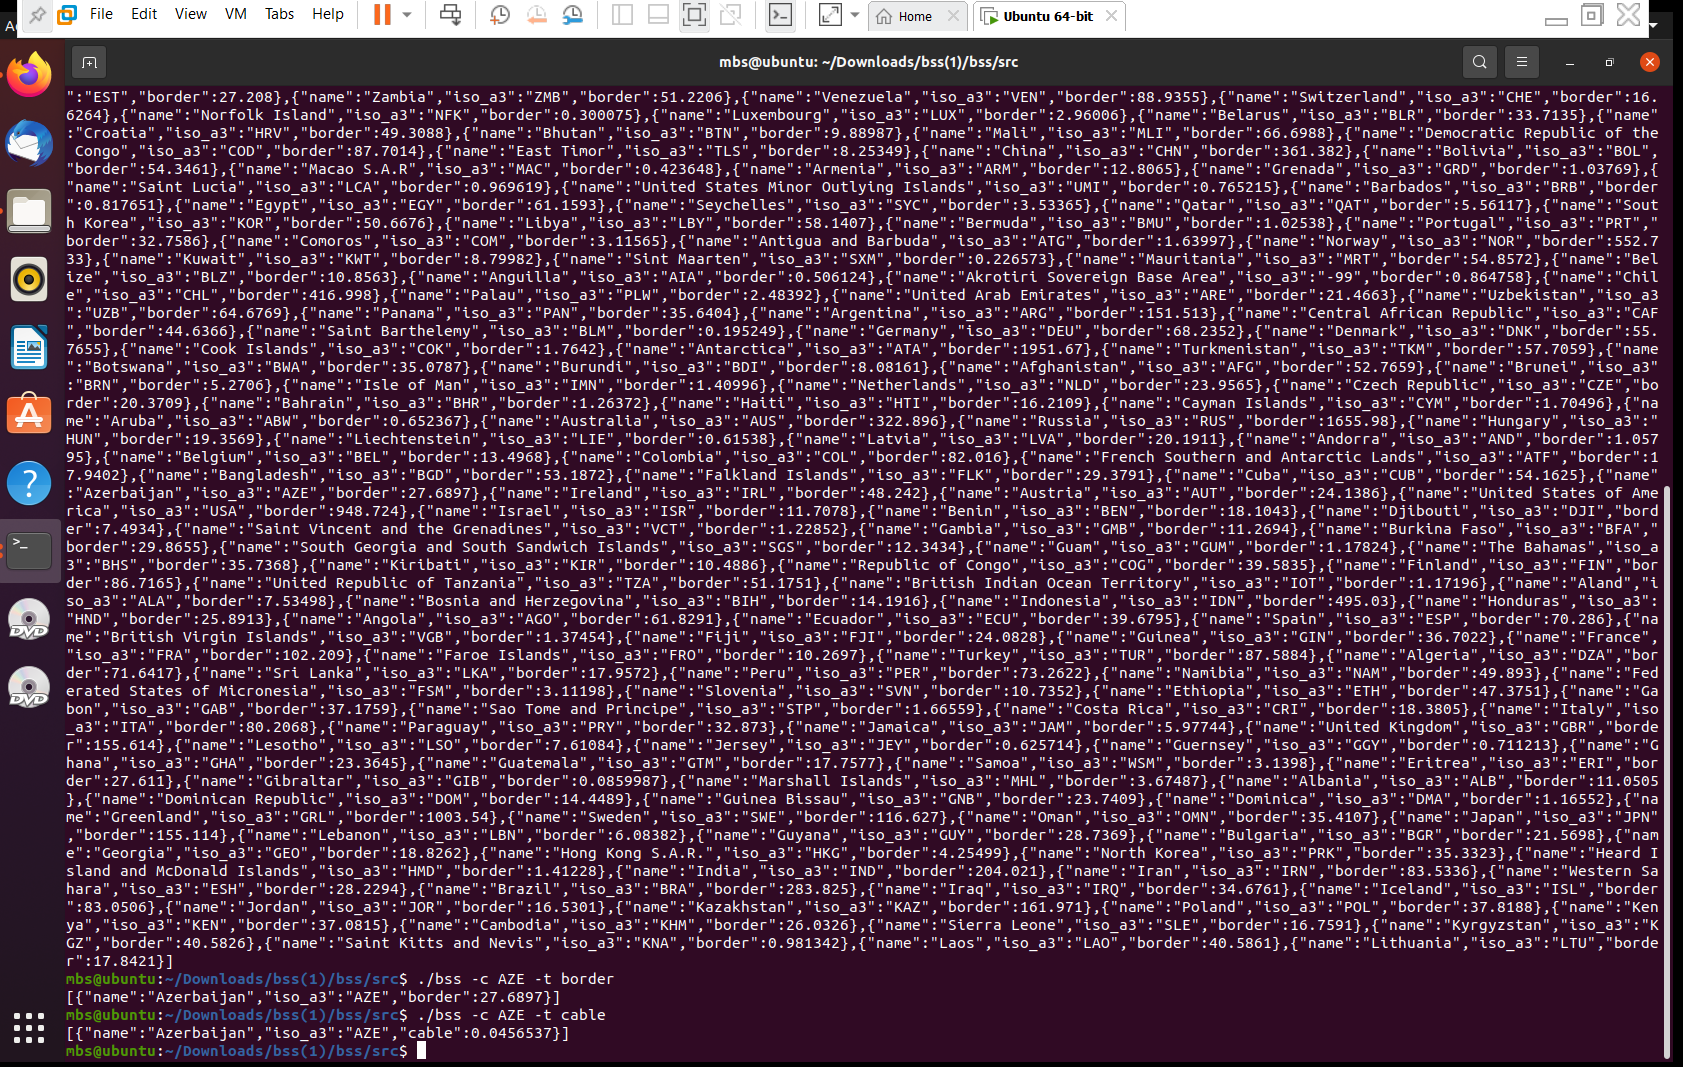 File Edit View VM Tabs Help Home Ubuntu 64-bit
mbs@ubuntu: ~/Downloads/bss(1)/bss/src
":"EST","border":27.208},{"name":"Zambia","iso_a3":"ZMB","border":51.2206},{"name":"Venezuela","iso_a3":"VEN","border":88.9355},{"name":"Switzerland","iso_a3":"CHE","border":16.
6264},{"name":"Norfolk Island","iso_a3":"NFK","border":0.300075},{"name":"Luxembourg","iso_a3":"LUX","border":2.96006},{"name":"Belarus","iso_a3":"BLR","border":33.7135},{"name"
:"Croatia","iso_a3":"HRV","border":49.3088},{"name":"Bhutan","iso_a3":"BTN","border":9.88987},{"name":"Mali","iso_a3":"MLI","border":66.6988},{"name":"Democratic Republic of the
 Congo","iso_a3":"COD","border":87.7014},{"name":"East Timor","iso_a3":"TLS","border":8.25349},{"name":"China","iso_a3":"CHN","border":361.382},{"name":"Bolivia","iso_a3":"BOL",
"border":54.3461},{"name":"Macao S.A.R","iso_a3":"MAC","border":0.423648},{"name":"Armenia","iso_a3":"ARM","border":12.8065},{"name":"Grenada","iso_a3":"GRD","border":1.03769},{
"name":"Saint Lucia","iso_a3":"LCA","border":0.969619},{"name":"United States Minor Outlying Islands","iso_a3":"UMI","border":0.765215},{"name":"Barbados","iso_a3":"BRB","border"
:0.817651},{"name":"Egypt","iso_a3":"EGY","border":61.1593},{"name":"Seychelles","iso_a3":"SYC","border":3.53365},{"name":"Qatar","iso_a3":"QAT","border":5.56117},{"name":"Sout
h Korea","iso_a3":"KOR","border":50.6676},{"name":"Libya","iso_a3":"LBY","border":58.1407},{"name":"Bermuda","iso_a3":"BMU","border":1.02538},{"name":"Portugal","iso_a3":"PRT","
border":32.7586},{"name":"Comoros","iso_a3":"COM","border":3.11565},{"name":"Antigua and Barbuda","iso_a3":"ATG","border":1.63997},{"name":"Norway","iso_a3":"NOR","border":552.7
33},{"name":"Kuwait","iso_a3":"KWT","border":8.79982},{"name":"Sint Maarten","iso_a3":"SXM","border":0.226573},{"name":"Mauritania","iso_a3":"MRT","border":54.8572},{"name":"Bel
ize","iso_a3":"BLZ","border":10.8563},{"name":"Anguilla","iso_a3":"AIA","border":0.506124},{"name":"Akrotiri Sovereign Base Area","iso_a3":"-99","border":0.864758},{"name":"Chil
e","iso_a3":"CHL","border":416.998},{"name":"Palau","iso_a3":"PLW","border":2.48392},{"name":"United Arab Emirates","iso_a3":"ARE","border":21.4663},{"name":"Uzbekistan","iso_a3
":"UZB","border":64.6769},{"name":"Panama","iso_a3":"PAN","border":35.6404},{"name":"Argentina","iso_a3":"ARG","border":151.513},{"name":"Central African Republic","iso_a3":"CAF
","border":44.6366},{"name":"Saint Barthelemy","iso_a3":"BLM","border":0.195249},{"name":"Germany","iso_a3":"DEU","border":68.2352},{"name":"Denmark","iso_a3":"DNK","border":55.
7655},{"name":"Cook Islands","iso_a3":"COK","border":1.7642},{"name":"Antarctica","iso_a3":"ATA","border":1951.67},{"name":"Turkmenistan","iso_a3":"TKM","border":57.7059},{"name
":"Botswana","iso_a3":"BWA","border":35.0787},{"name":"Burundi","iso_a3":"BDI","border":8.08161},{"name":"Afghanistan","iso_a3":"AFG","border":52.7659},{"name":"Brunei","iso_a3"
:"BRN","border":5.2706},{"name":"Isle of Man","iso_a3":"IMN","border":1.40996},{"name":"Netherlands","iso_a3":"NLD","border":23.9565},{"name":"Czech Republic","iso_a3":"CZE","bo
rder":20.3709},{"name":"Bahrain","iso_a3":"BHR","border":1.26372},{"name":"Haiti","iso_a3":"HTI","border":16.2109},{"name":"Cayman Islands","iso_a3":"CYM","border":1.70496},{"na
me":"Aruba","iso_a3":"ABW","border":0.652367},{"name":"Australia","iso_a3":"AUS","border":322.896},{"name":"Russia","iso_a3":"RUS","border":1655.98},{"name":"Hungary","iso_a3":"
HUN","border":19.3569},{"name":"Liechtenstein","iso_a3":"LIE","border":0.61538},{"name":"Latvia","iso_a3":"LVA","border":20.1911},{"name":"Andorra","iso_a3":"AND","border":1.057
95},{"name":"Belgium","iso_a3":"BEL","border":13.4968},{"name":"Colombia","iso_a3":"COL","border":82.016},{"name":"French Southern and Antarctic Lands","iso_a3":"ATF","border":1
7.9402},{"name":"Bangladesh","iso_a3":"BGD","border":53.1872},{"name":"Falkland Islands","iso_a3":"FLK","border":29.3791},{"name":"Cuba","iso_a3":"CUB","border":54.1625},{"name"
:"Azerbaijan","iso_a3":"AZE","border":27.6897},{"name":"Ireland","iso_a3":"IRL","border":48.242},{"name":"Austria","iso_a3":"AUT","border":24.1386},{"name":"United States of Ame
rica","iso_a3":"USA","border":948.724},{"name":"Israel","iso_a3":"ISR","border":11.7078},{"name":"Benin","iso_a3":"BEN","border":18.1043},{"name":"Djibouti","iso_a3":"DJI","bord
er":7.4934},{"name":"Saint Vincent and the Grenadines","iso_a3":"VCT","border":1.22852},{"name":"Gambia","iso_a3":"GMB","border":11.2694},{"name":"Burkina Faso","iso_a3":"BFA","
border":29.8655},{"name":"South Georgia and South Sandwich Islands","iso_a3":"SGS","border":12.3434},{"name":"Guam","iso_a3":"GUM","border":1.17824},{"name":"The Bahamas","iso_a
3":"BHS","border":35.7368},{"name":"Kiribati","iso_a3":"KIR","border":10.4886},{"name":"Republic of Congo","iso_a3":"COG","border":39.5835},{"name":"Finland","iso_a3":"FIN","bor
der":86.7165},{"name":"United Republic of Tanzania","iso_a3":"TZA","border":51.1751},{"name":"British Indian Ocean Territory","iso_a3":"IOT","border":1.17196},{"name":"Aland","i
so_a3":"ALA","border":7.53498},{"name":"Bosnia and Herzegovina","iso_a3":"BIH","border":14.1916},{"name":"Indonesia","iso_a3":"IDN","border":495.03},{"name":"Honduras","iso_a3":
"HND","border":25.8913},{"name":"Angola","iso_a3":"AGO","border":61.8291},{"name":"Ecuador","iso_a3":"ECU","border":39.6795},{"name":"Spain","iso_a3":"ESP","border":70.286},{"na
me":"British Virgin Islands","iso_a3":"VGB","border":1.37454},{"name":"Fiji","iso_a3":"FJI","border":24.0828},{"name":"Guinea","iso_a3":"GIN","border":36.7022},{"name":"France",
"iso_a3":"FRA","border":102.209},{"name":"Faroe Islands","iso_a3":"FRO","border":10.2697},{"name":"Turkey","iso_a3":"TUR","border":87.5884},{"name":"Algeria","iso_a3":"DZA","bor
der":71.6417},{"name":"Sri Lanka","iso_a3":"LKA","border":17.9572},{"name":"Peru","iso_a3":"PER","border":73.2622},{"name":"Namibia","iso_a3":"NAM","border":49.893},{"name":"Fed
erated States of Micronesia","iso_a3":"FSM","border":3.11198},{"name":"Slovenia","iso_a3":"SVN","border":10.7352},{"name":"Ethiopia","iso_a3":"ETH","border":47.3751},{"name":"Ga
bon","iso_a3":"GAB","border":37.1759},{"name":"Sao Tome and Principe","iso_a3":"STP","border":1.66559},{"name":"Costa Rica","iso_a3":"CRI","border":18.3805},{"name":"Italy","iso
_a3":"ITA","border":80.2068},{"name":"Paraguay","iso_a3":"PRY","border":32.873},{"name":"Jamaica","iso_a3":"JAM","border":5.97744},{"name":"United Kingdom","iso_a3":"GBR","borde
r":155.614},{"name":"Lesotho","iso_a3":"LSO","border":7.61084},{"name":"Jersey","iso_a3":"JEY","border":0.625714},{"name":"Guernsey","iso_a3":"GGY","border":0.711213},{"name":"G
hana","iso_a3":"GHA","border":23.3645},{"name":"Guatemala","iso_a3":"GTM","border":17.7577},{"name":"Samoa","iso_a3":"WSM","border":3.1398},{"name":"Eritrea","iso_a3":"ERI","bor
der":27.611},{"name":"Gibraltar","iso_a3":"GIB","border":0.0859987},{"name":"Marshall Islands","iso_a3":"MHL","border":3.67487},{"name":"Albania","iso_a3":"ALB","border":11.0505
},{"name":"Dominican Republic","iso_a3":"DOM","border":14.4489},{"name":"Guinea Bissau","iso_a3":"GNB","border":23.7409},{"name":"Dominica","iso_a3":"DMA","border":1.16552},{"na
me":"Greenland","iso_a3":"GRL","border":1003.54},{"name":"Sweden","iso_a3":"SWE","border":116.627},{"name":"Oman","iso_a3":"OMN","border":35.4107},{"name":"Japan","iso_a3":"JPN"
,"border":155.114},{"name":"Lebanon","iso_a3":"LBN","border":6.08382},{"name":"Guyana","iso_a3":"GUY","border":28.7369},{"name":"Bulgaria","iso_a3":"BGR","border":21.5698},{"nam
e":"Georgia","iso_a3":"GEO","border":18.8262},{"name":"Hong Kong S.A.R.","iso_a3":"HKG","border":4.25499},{"name":"North Korea","iso_a3":"PRK","border":35.3323},{"name":"Heard I
sland and McDonald Islands","iso_a3":"HMD","border":1.41228},{"name":"India","iso_a3":"IND","border":204.021},{"name":"Iran","iso_a3":"IRN","border":83.5336},{"name":"Western Sa
hara","iso_a3":"ESH","border":28.2294},{"name":"Brazil","iso_a3":"BRA","border":283.825},{"name":"Iraq","iso_a3":"IRQ","border":34.6761},{"name":"Iceland","iso_a3":"ISL","border"
:83.0506},{"name":"Jordan","iso_a3":"JOR","border":16.5301},{"name":"Kazakhstan","iso_a3":"KAZ","border":161.971},{"name":"Poland","iso_a3":"POL","border":37.8188},{"name":"Ken
ya","iso_a3":"KEN","border":37.0815},{"name":"Cambodia","iso_a3":"KHM","border":26.0326},{"name":"Sierra Leone","iso_a3":"SLE","border":16.7591},{"name":"Kyrgyzstan","iso_a3":"K
GZ","border":40.5826},{"name":"Saint Kitts and Nevis","iso_a3":"KNA","border":0.981342},{"name":"Laos","iso_a3":"LAO","border":40.5861},{"name":"Lithuania","iso_a3":"LTU","borde
r":17.8421}]
mbs@ubuntu:~/Downloads/bss(1)/bss/src$ ./bss -c AZE -t border
[{"name":"Azerbaijan","iso_a3":"AZE","border":27.6897}]
mbs@ubuntu:~/Downloads/bss(1)/bss/src$ ./bss -c AZE -t cable
[{"name":"Azerbaijan","iso_a3":"AZE","cable":0.0456537}]
mbs@ubuntu:~/Downloads/bss(1)/bss/src$